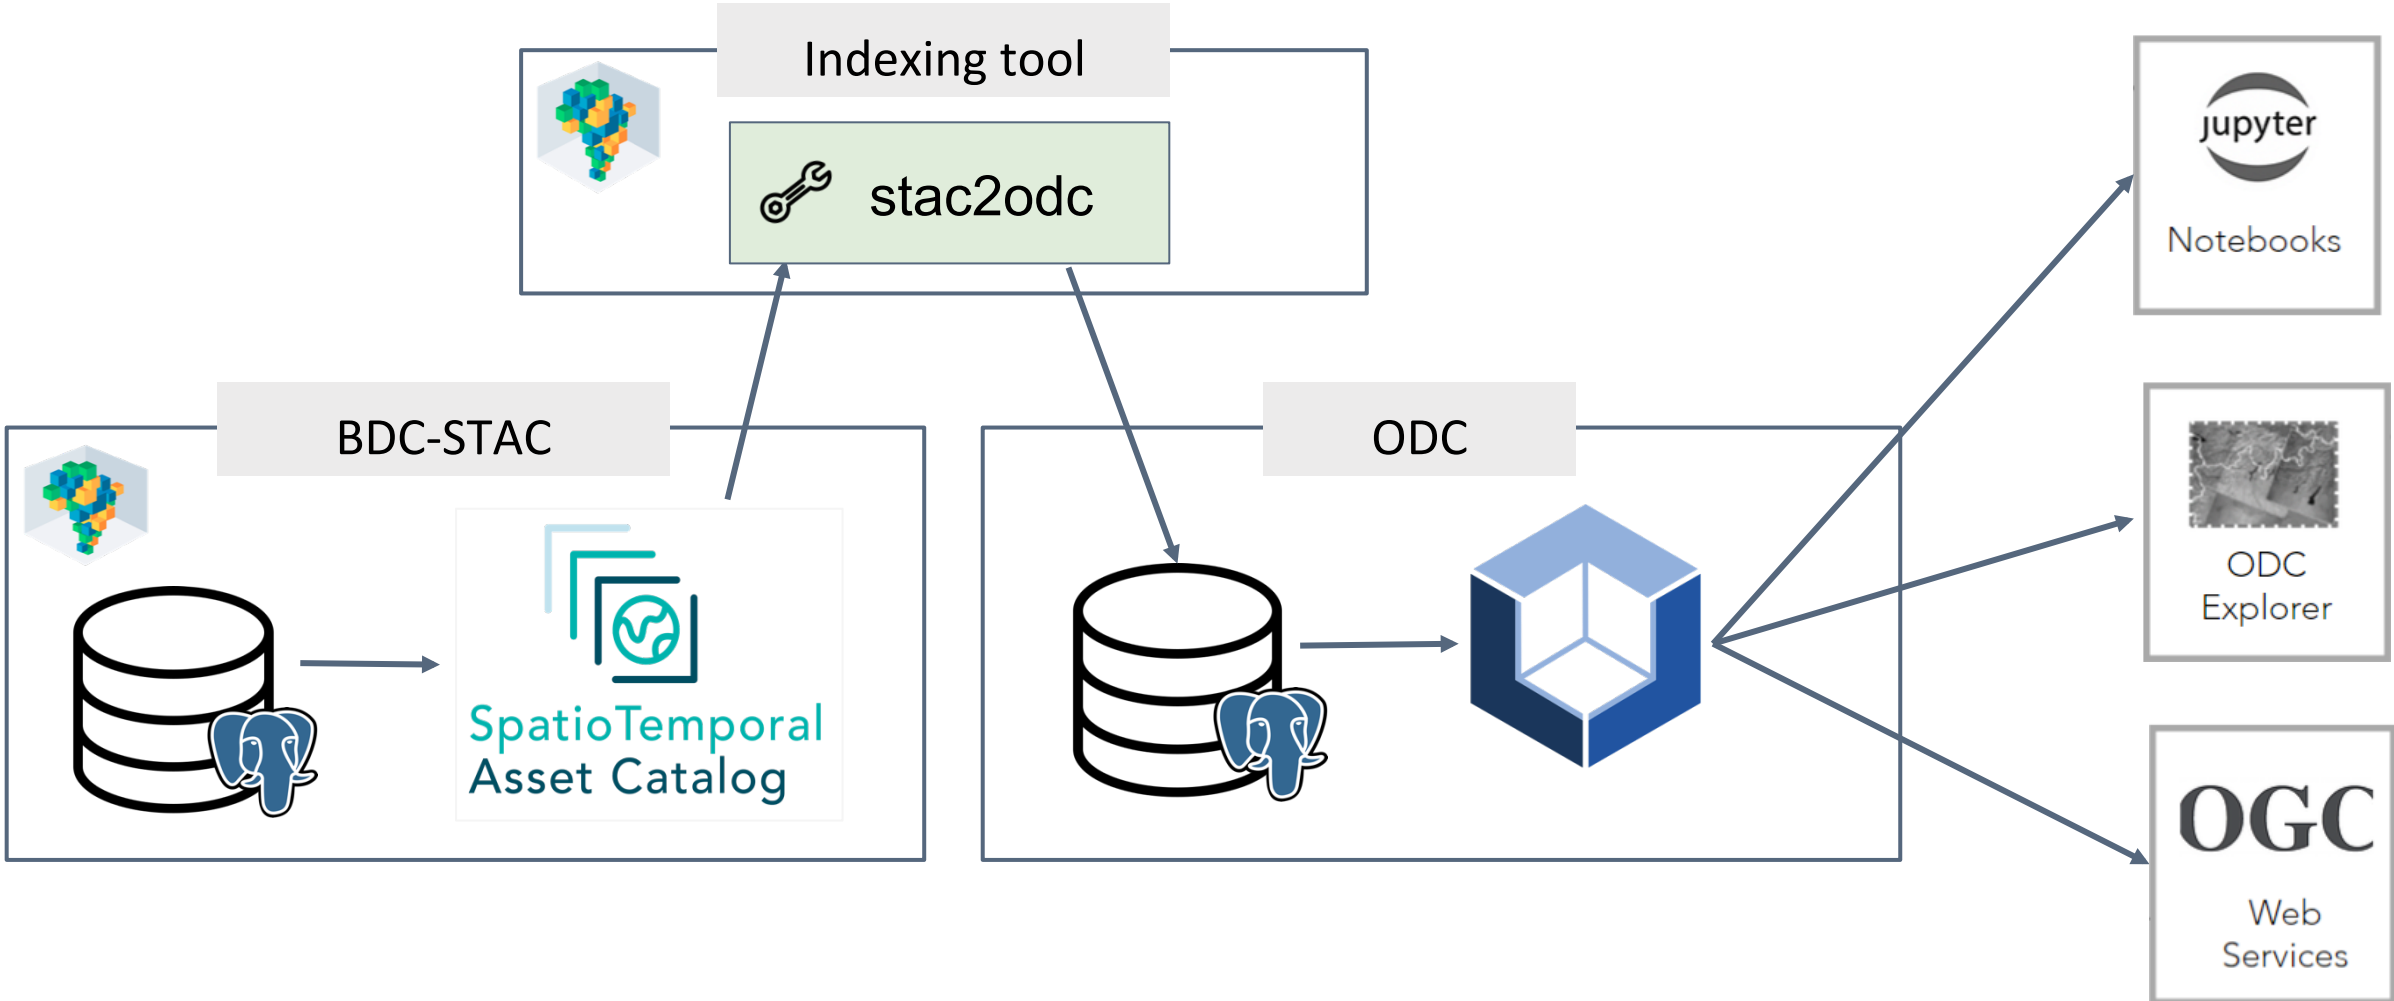 Indexing tool
stac2odc
jupyter
Notebooks
BDC-STAC
SpatioTemporal
Asset Catalog
ODC
ODC
Explorer
OGC
Web
Services